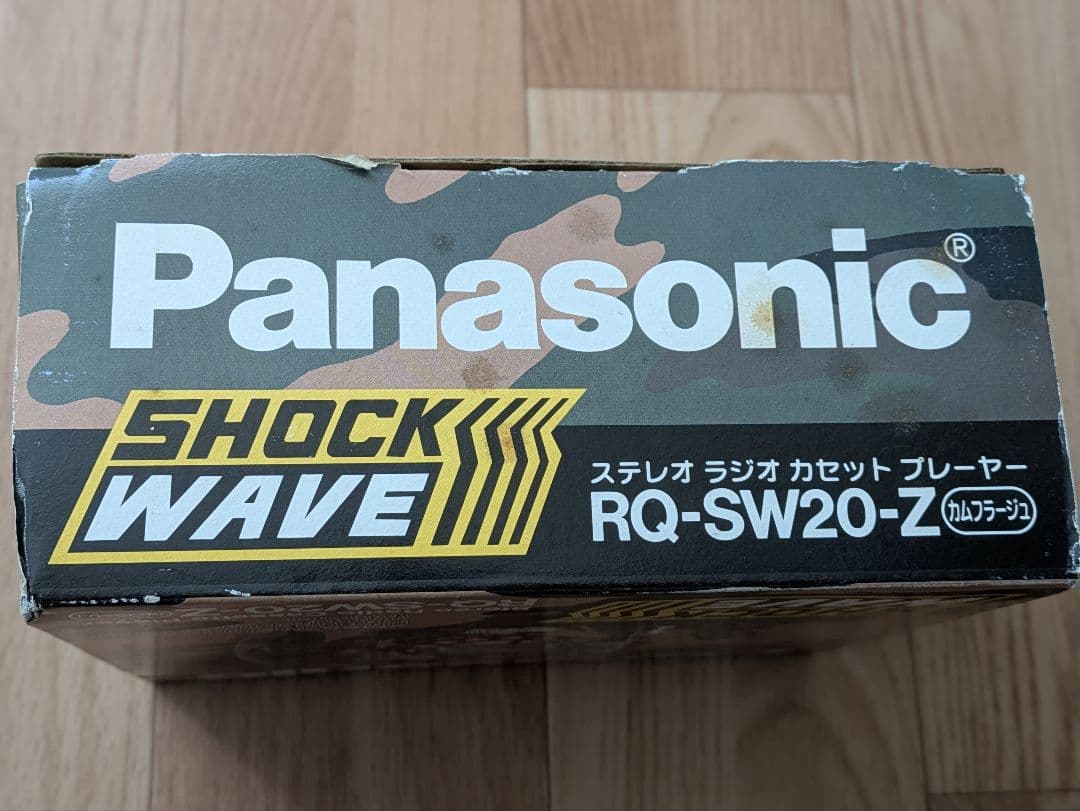 Panasonic®
SHOCK
WAVE
ステレオ ラジオ カセット プレーヤー
RQ-SW20-Z カムフラージュ